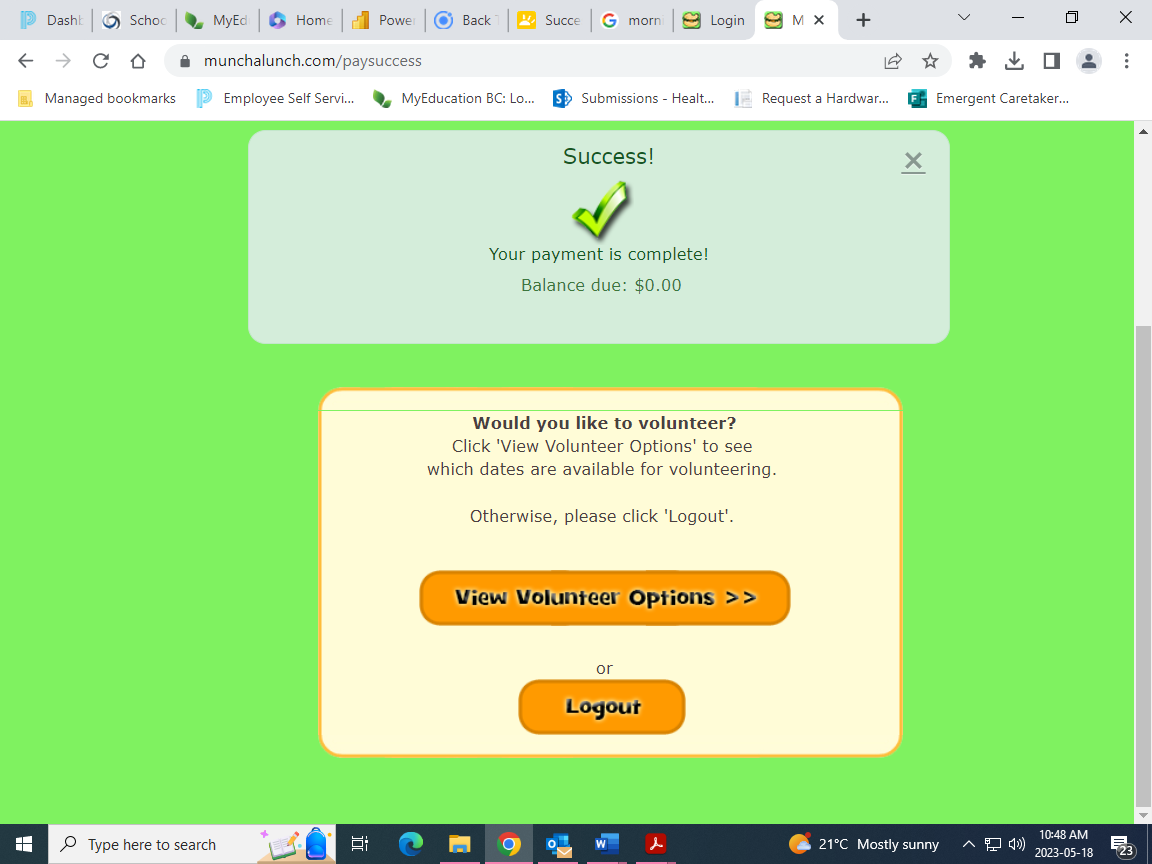 Dashb
Schoc
MyEd
Home
Power
Back T
Succe
morni
Login
M
munchalunch.com/paysuccess
Managed bookmarks
Employee Self Servi...
MyEducation BC: Lo...
Submissions - Healt...
Request a Hardwar...
Emergent Caretaker...
Success!
Your payment is complete!
Balance due: $0.00
Would you like to volunteer?
Click 'View Volunteer Options' to see
which dates are available for volunteering.
Otherwise, please click 'Logout'.
View Volunteer Options >>
or
Logout
Type here to search
21°C Mostly sunny
10:48 AM
2023-05-18
23